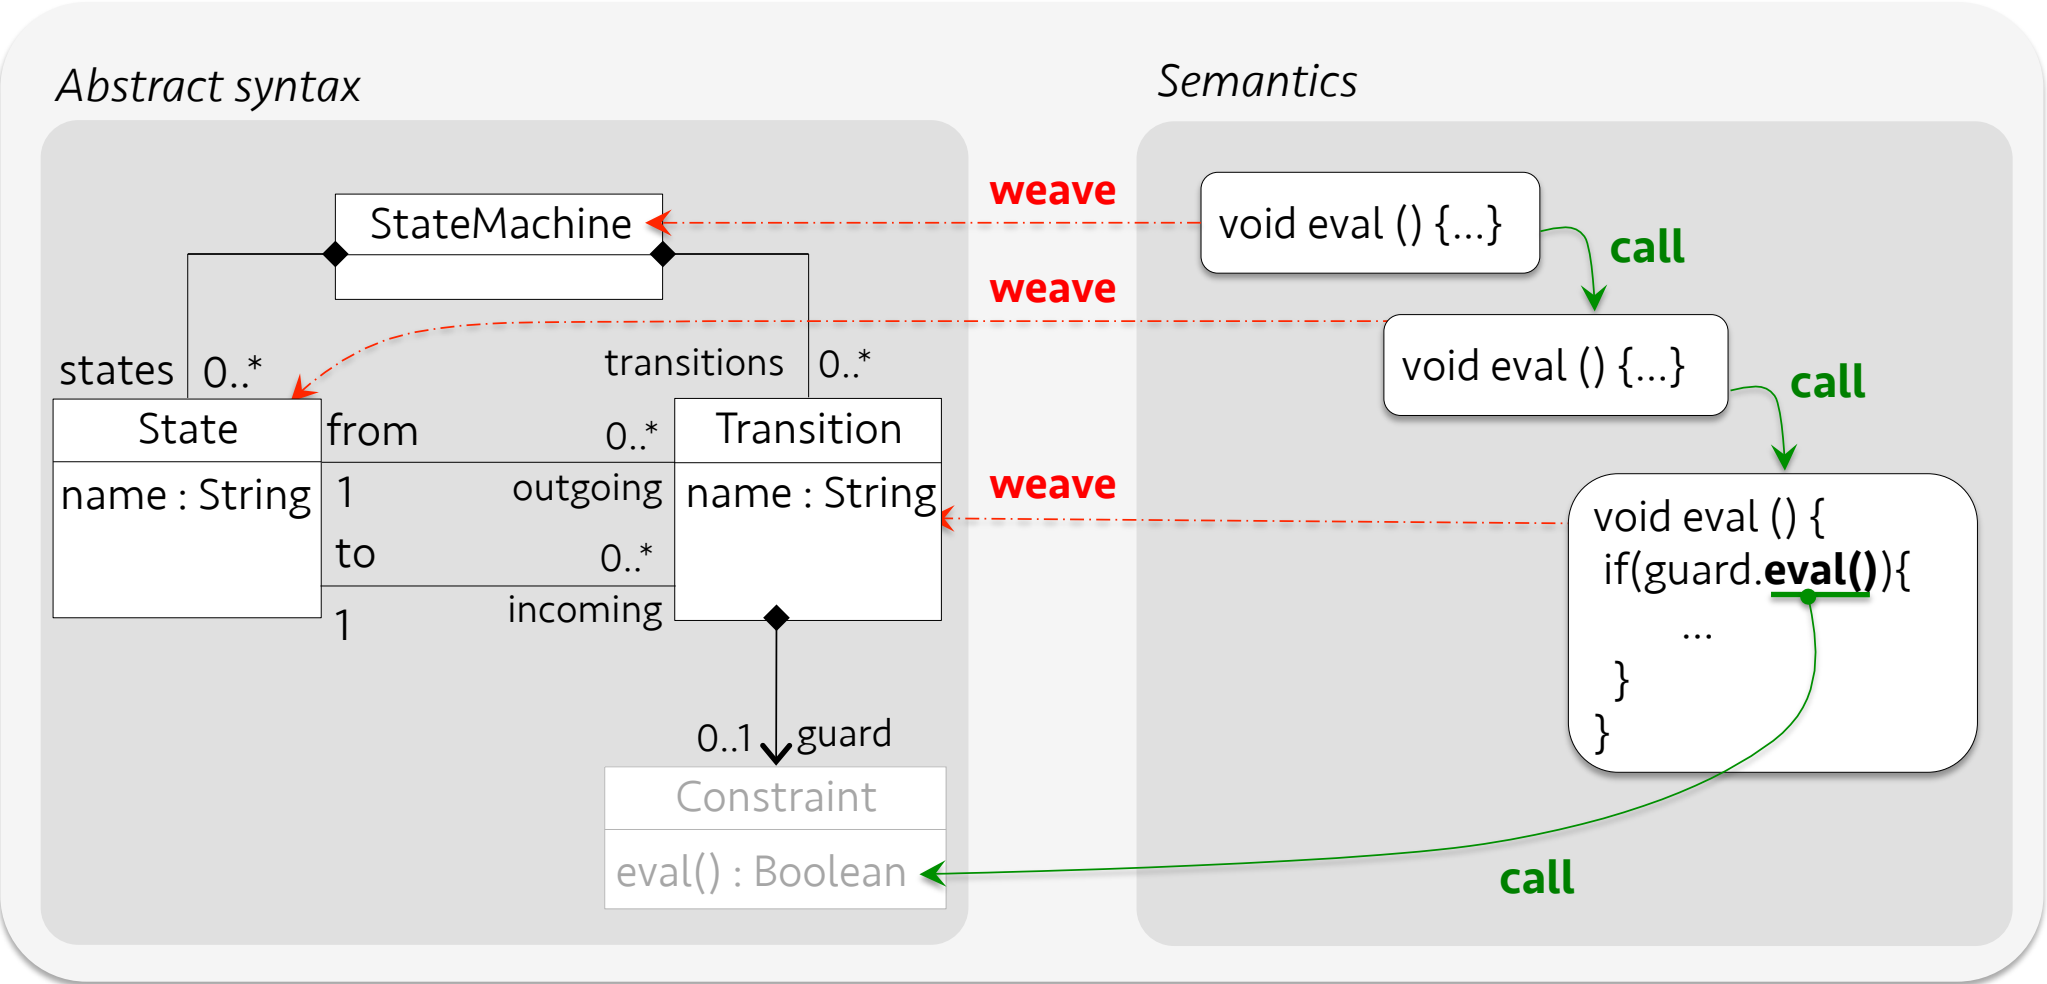 Abstract syntax
StateMachine
states
0..*
transitions
0..*
State
name : String
from
1
0..*
outgoing
to
1
0..*
incoming
Transition
name : String
0..1
guard
Constraint
eval() : Boolean
weave
weave
weave
Semantics
void eval () {...}
call
void eval () {...}
call
void eval () {
if(guard.eval()){
...
}
}
call